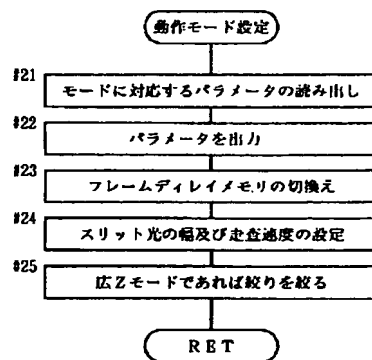 動作モード設定
#21
モードに対応するパラメータの読み出し
#22
パラメータを出力
#23
フレームディレイメモリの切換え
#24
スリット光の幅及び走査速度の設定
#25
広Zモードであれば絞りを絞る
RET